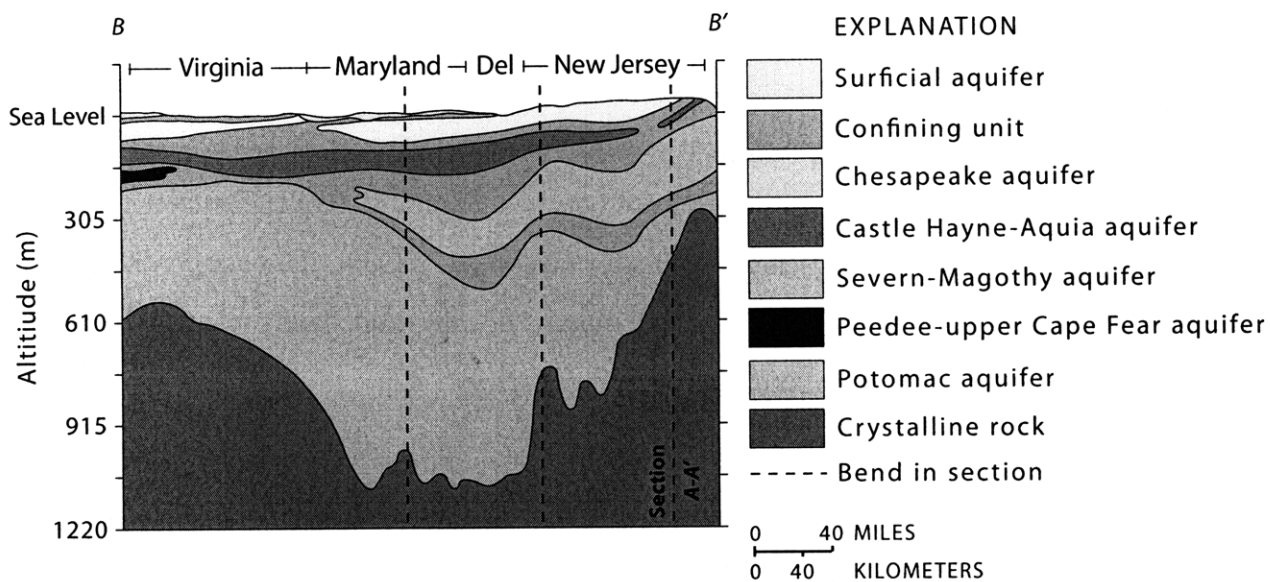 B
B'
Virginia
Maryland
Del
New Jersey
Sea Level
305
610
915
1220
Altitiude (m)
Section
A-A'
EXPLANATION
Surficial aquifer
Confining unit
Chesapeake aquifer
Castle Hayne-Aquia aquifer
Severn-Magothy aquifer
Peedee-upper Cape Fear aquifer
Potomac aquifer
Crystalline rock
Bend in section
0 40 MILES
0 40 KILOMETERS